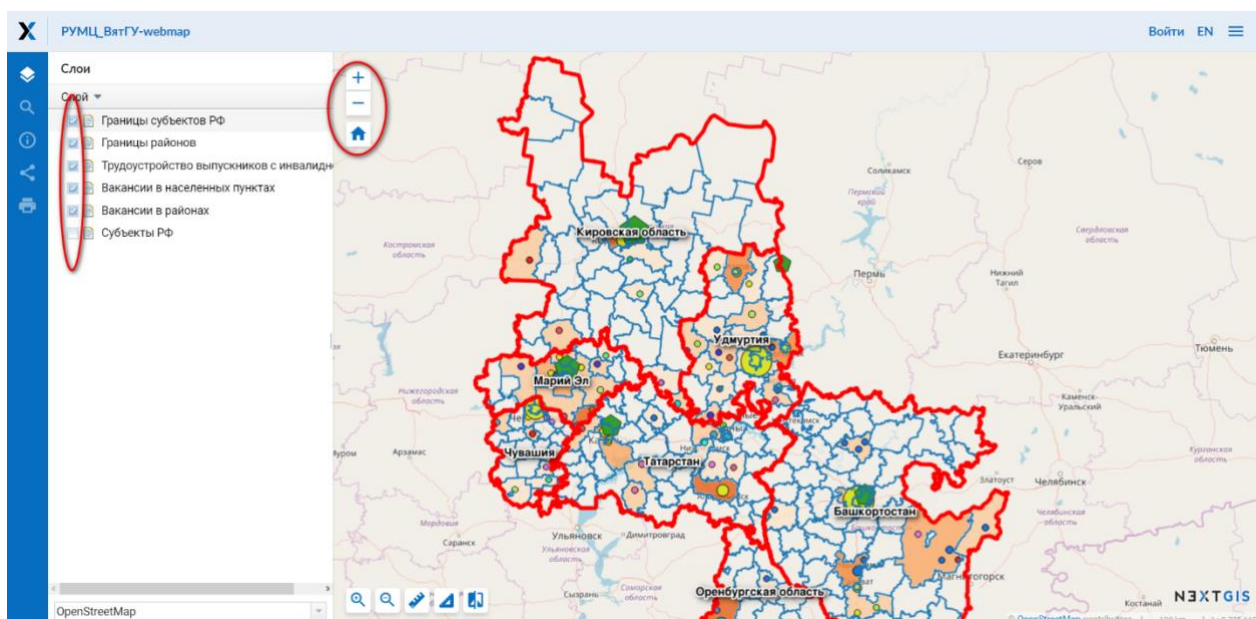 РУМЦ_ВятГУ-webmap
Войти EN
Слои
Слой
Границы субъектов РФ
Границы районов
Трудоустройство выпускников с инвалидн
Вакансии в населенных пунктах
Вакансии в районах
Субъекты РФ
OpenStreetMap
Серов
Соликамск
Пермский
край
Кировская область
Свердловская
область
Костромская
область
Пермь
Нижний
Тагил
Удмуртия
Тюмень
Екатеринбург
Марий Эл
Нижегородская
область
Каменск-
Уральский
Чувашия
Арзамас
Татарстан
Курганская
область
Златоуст
Челябинск
Башкортостан
Челябинская
область
Мордовия
Саранск
Ульяновск
Димитровград
Ульяновская
область
Магнитогорск
Оренбургская область
Сызрань
Самарская
область
Костанай
NEXTGIS